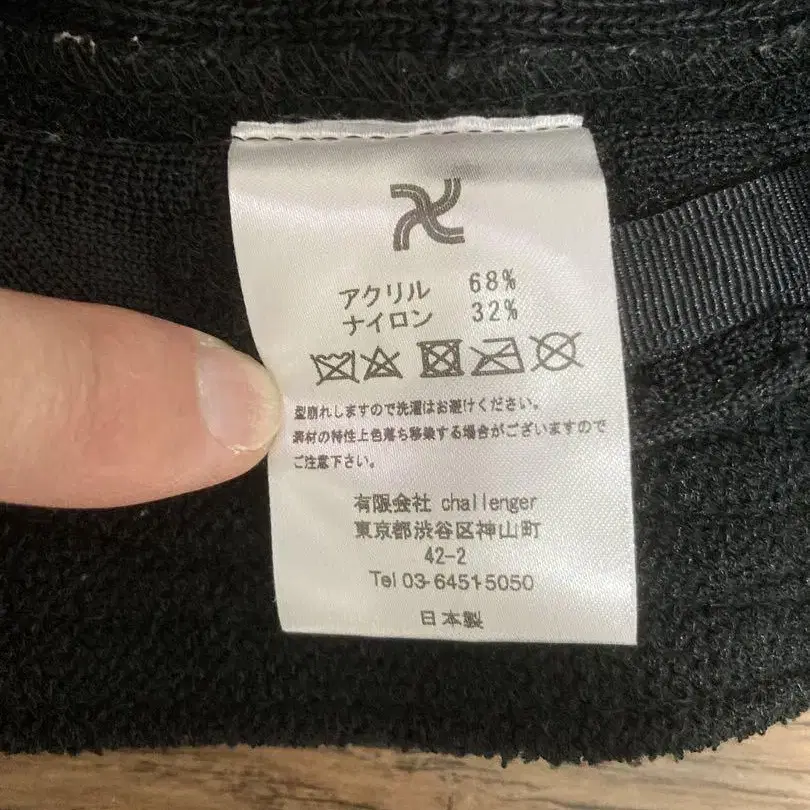 アクリル 68%
ナイロン 32%
型崩れしますので洗濯はお避けください。
素材の特性上色落ち移染する場合がございますので
ご注意下さい。
有限会社 challenger
東京都渋谷区神山町
42-2
Tel 03-6451-5050
日本製